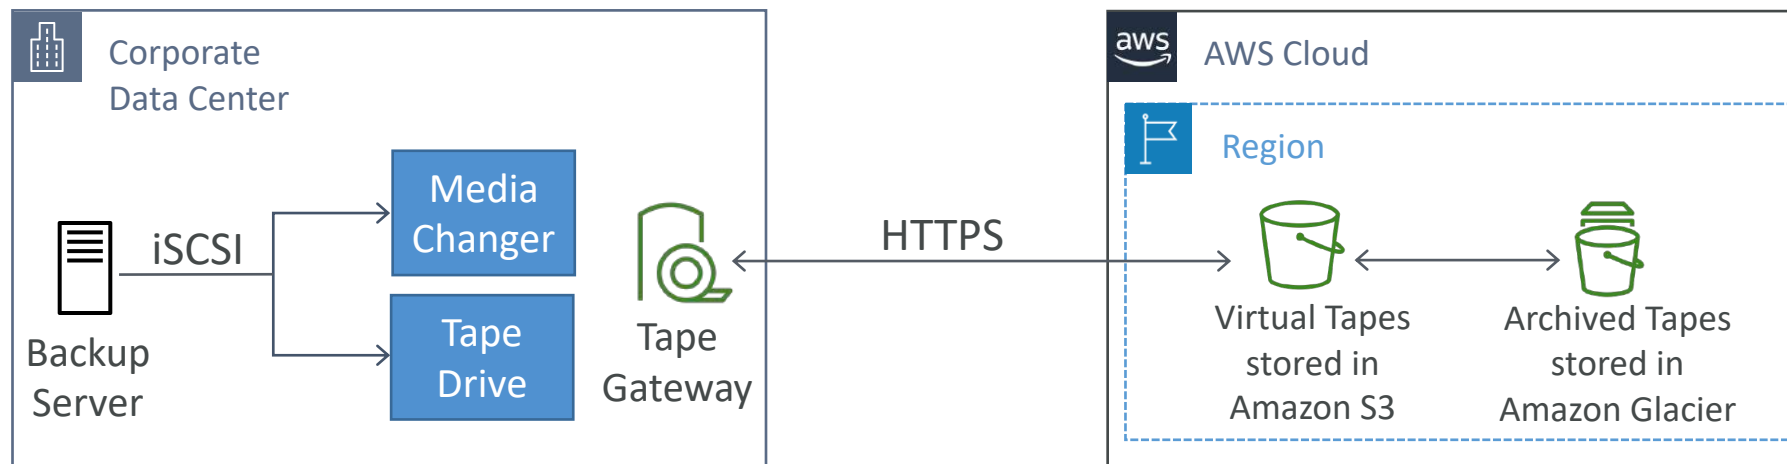 Corporate
Data Center
iSCSI
Backup
Server
Media
Changer
Tape
Drive
Tape
Gateway
HTTPS
aws
AWS Cloud
Region
Virtual Tapes
stored in
Amazon S3
Archived Tapes
stored in
Amazon Glacier